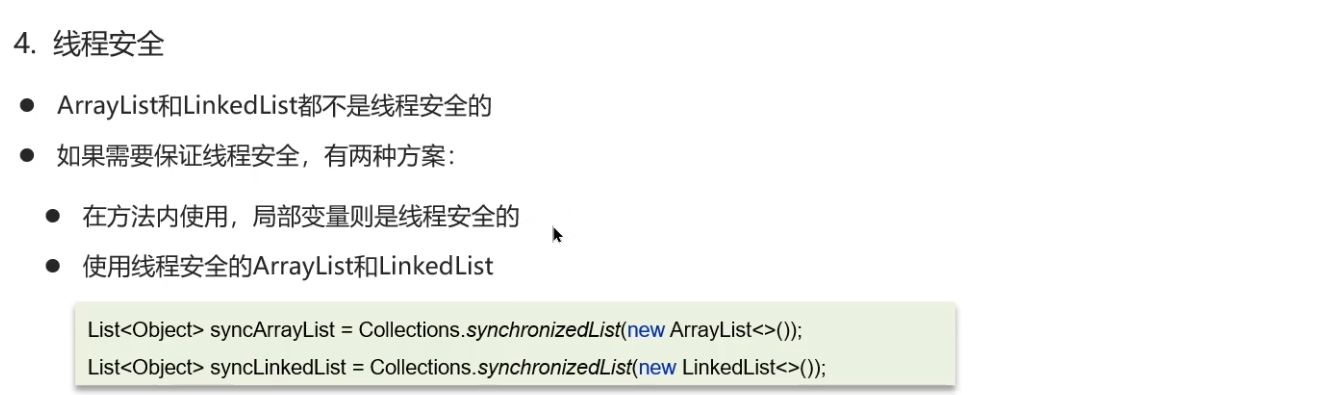 4. 线程安全
● ArrayList和LinkedList都不是线程安全的
● 如果需要保证线程安全，有两种方案：
● 在方法内使用，局部变量则是线程安全的
● 使用线程安全的ArrayList和LinkedList
List<Object> syncArrayList = Collections.synchronizedList(new ArrayList<>());
List<Object> syncLinkedList = Collections.synchronizedList(new LinkedList<>());